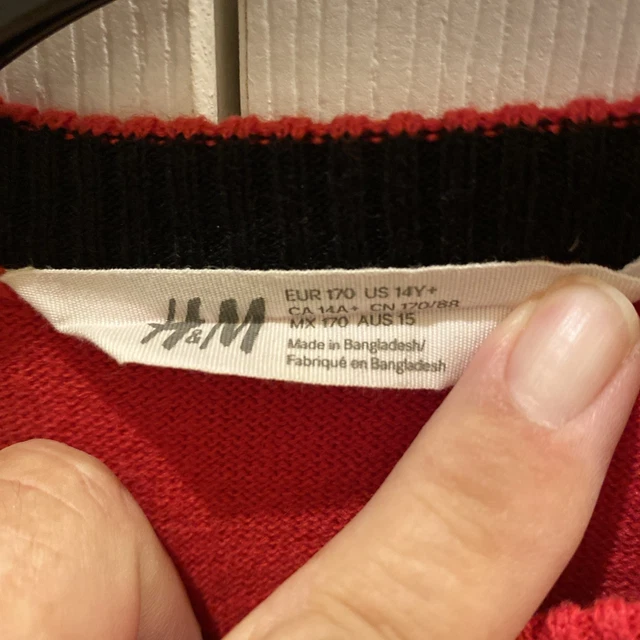 H&M
EUR 170 US 14Y+
CA 14A+ CN 170/88
MX 170 AUS 15
Made in Bangladesh/
Fabriqué en Bangladesh